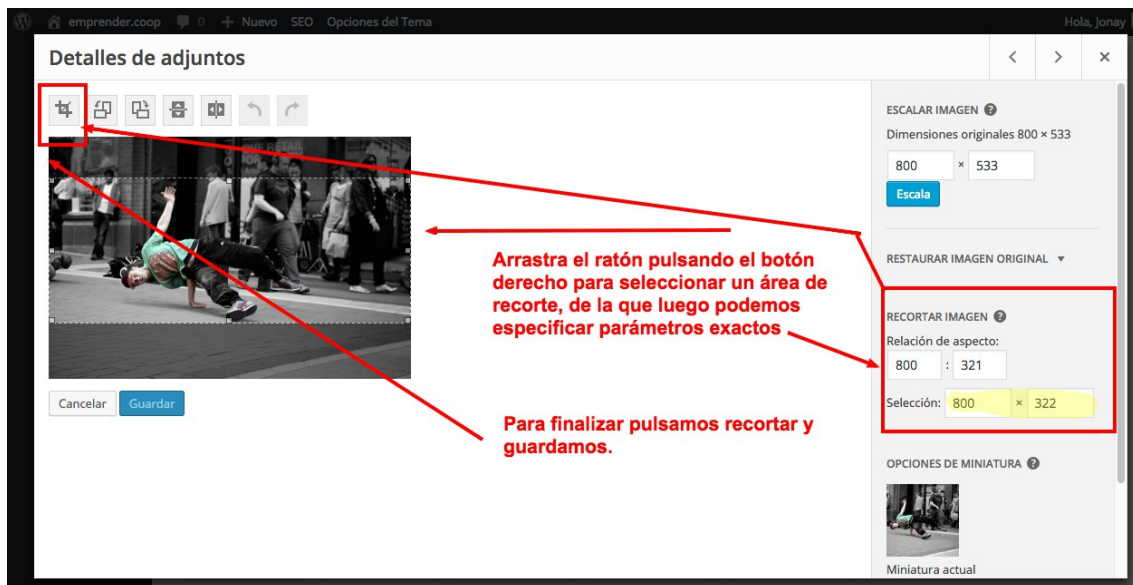 emprender.coop 0 + Nuevo SEO Opciones del Tema Hola, Jonay
Detalles de adjuntos
ESCALAR IMAGEN
Dimensiones originales 800 × 533
800 × 533
Escala
RESTAURAR IMAGEN ORIGINAL
Arrastra el ratón pulsando el botón
derecho para seleccionar un área de
recorte, de la que luego podemos
especificar parámetros exactos
RECORTAR IMAGEN
Relación de aspecto:
800 : 321
Selección: 800 × 322
Cancelar Guardar
Para finalizar pulsamos recortar y
guardamos.
OPCIONES DE MINIATURA
Miniatura actual